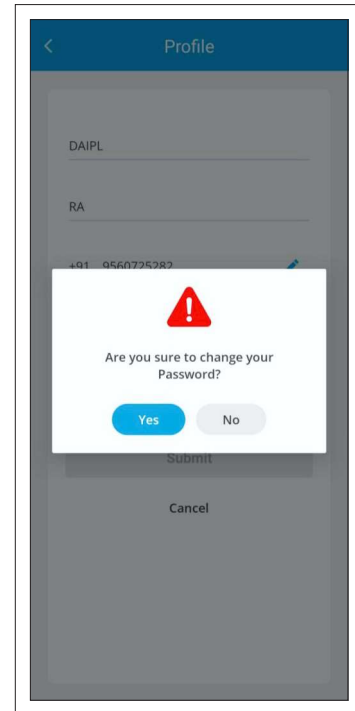 Profile
DAIPL
RA
+91 9560725282
Are you sure to change your
Password?
Yes No
Submit
Cancel